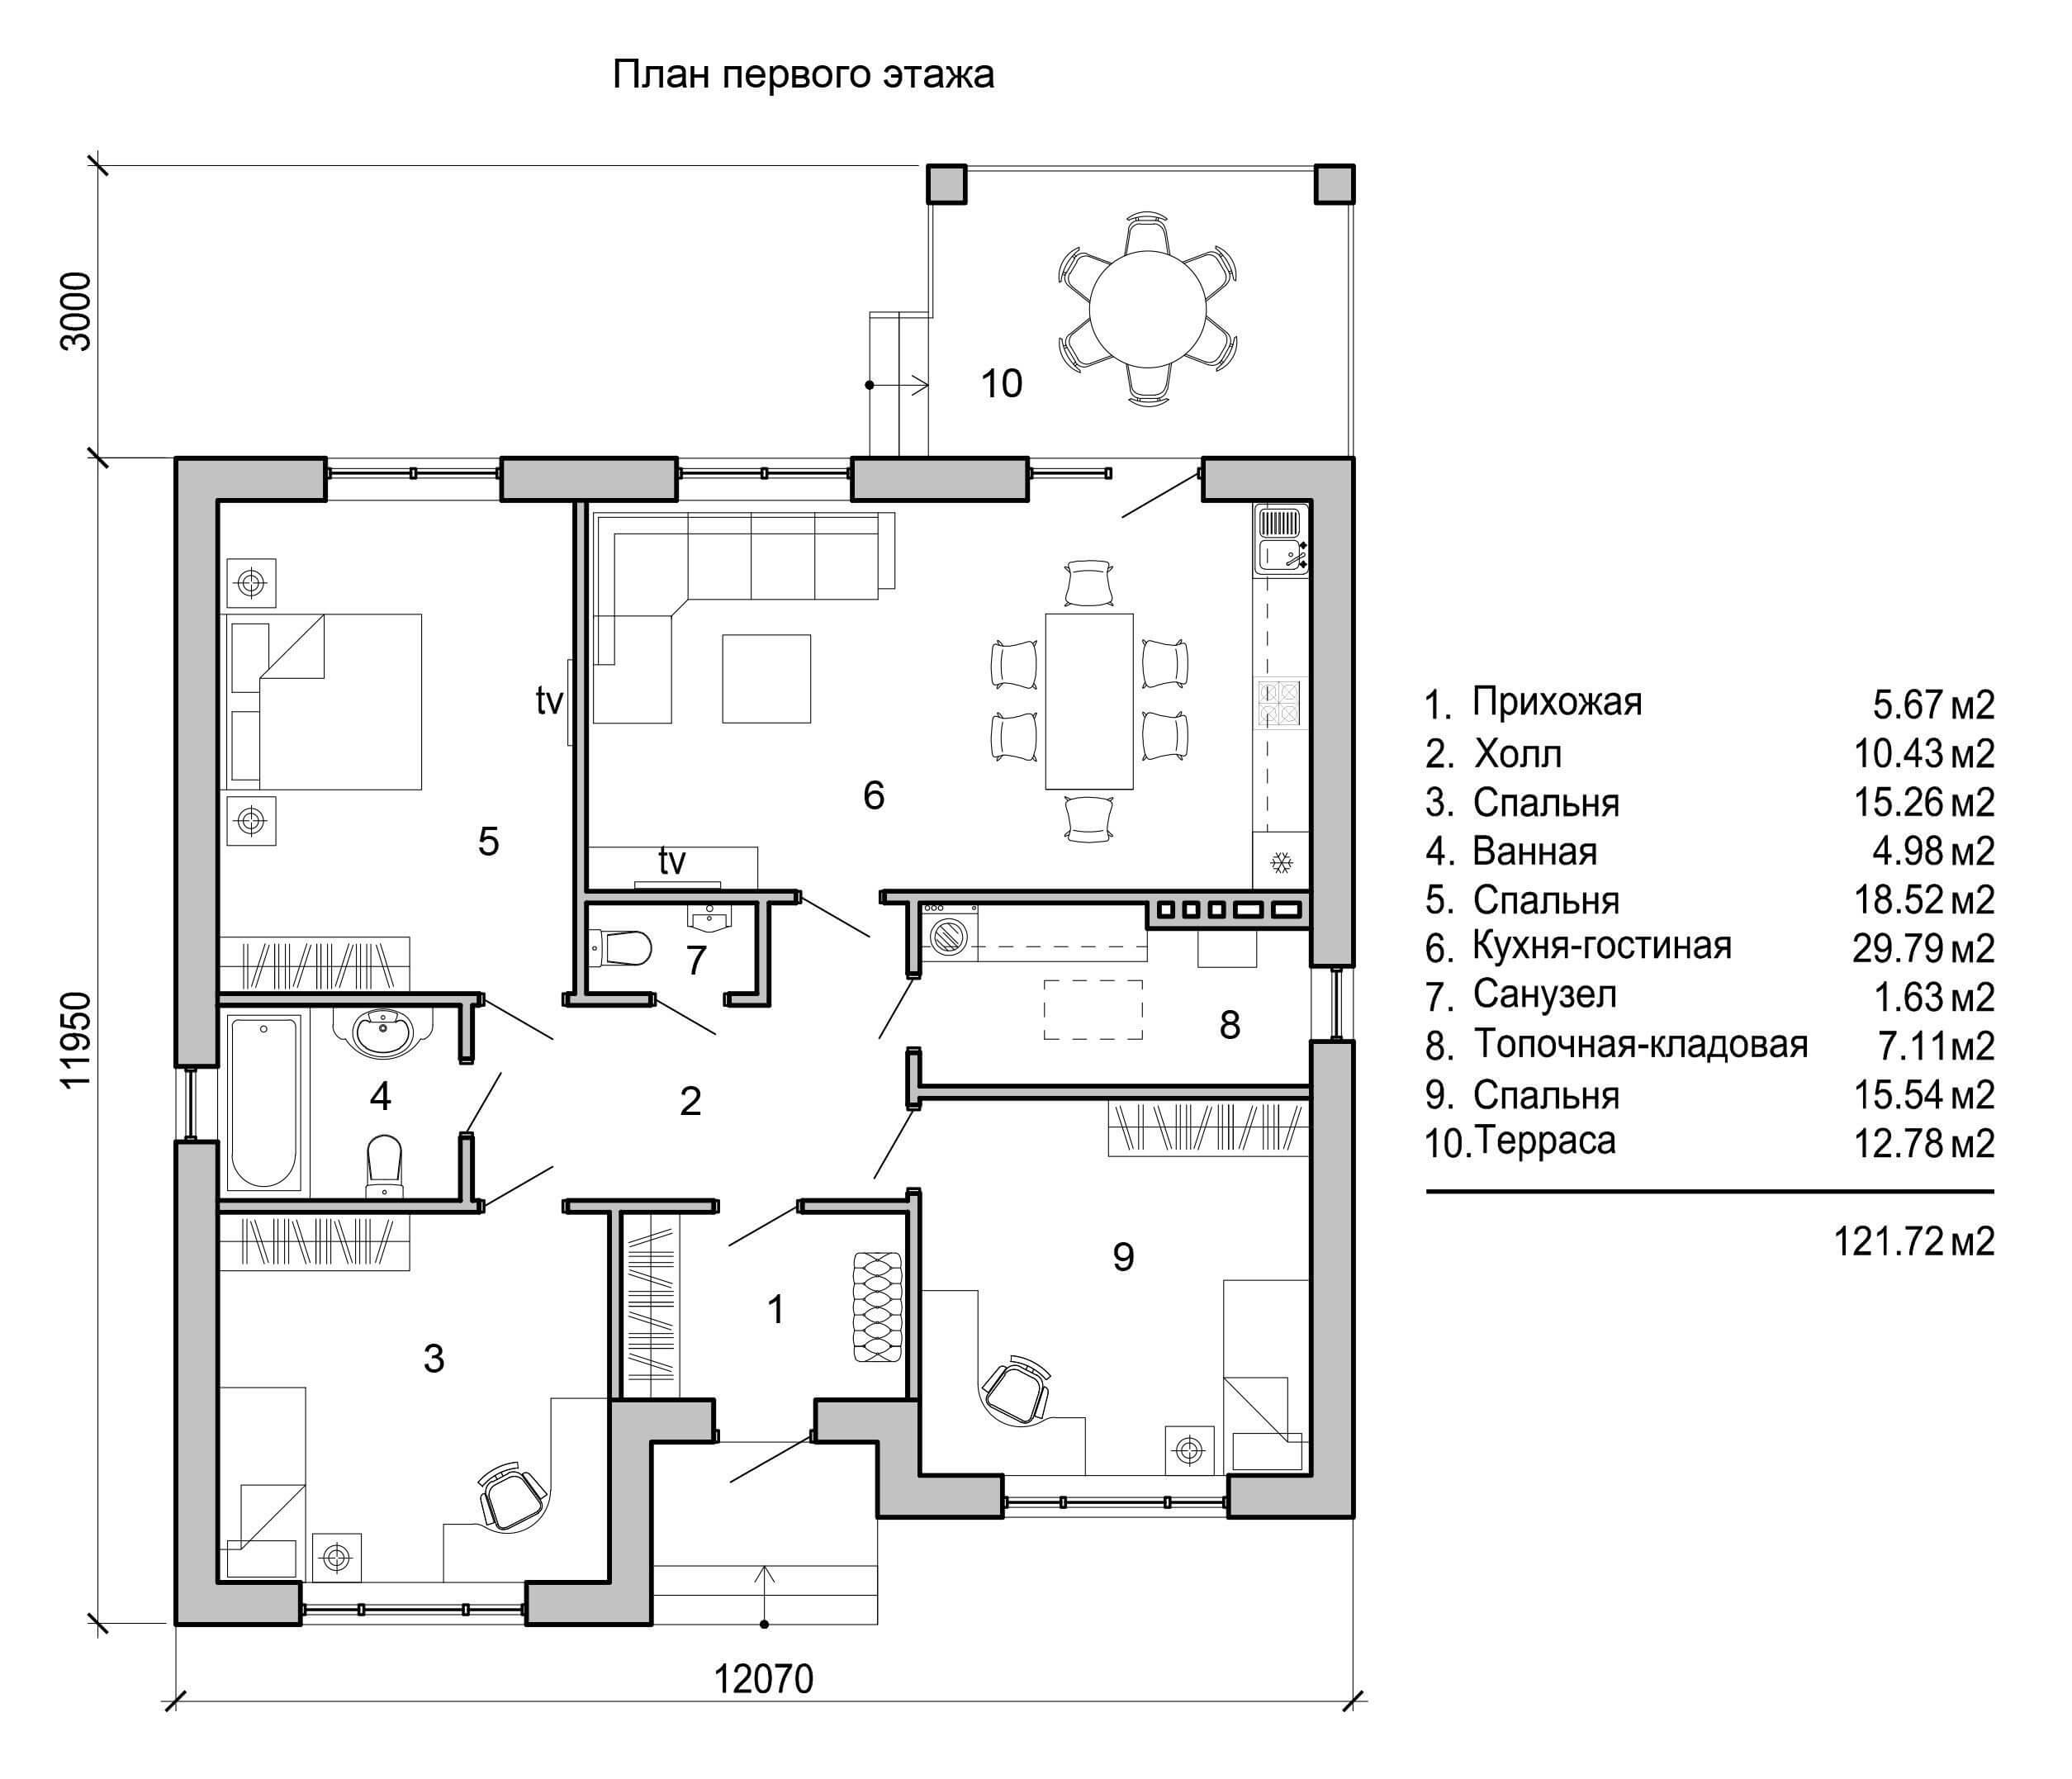 План первого этажа
3000
10
tv
6
5
tv
7
11950
8
4
2
9
1
3
12070
1. Прихожая 5.67 м2
2. Холл 10.43 м2
3. Спальня 15.26 м2
4. Ванная 4.98 м2
5. Спальня 18.52 м2
6. Кухня-гостиная 29.79 м2
7. Санузел 1.63 м2
8. Топочная-кладовая 7.11 м2
9. Спальня 15.54 м2
10. Терраса 12.78 м2
121.72 м2